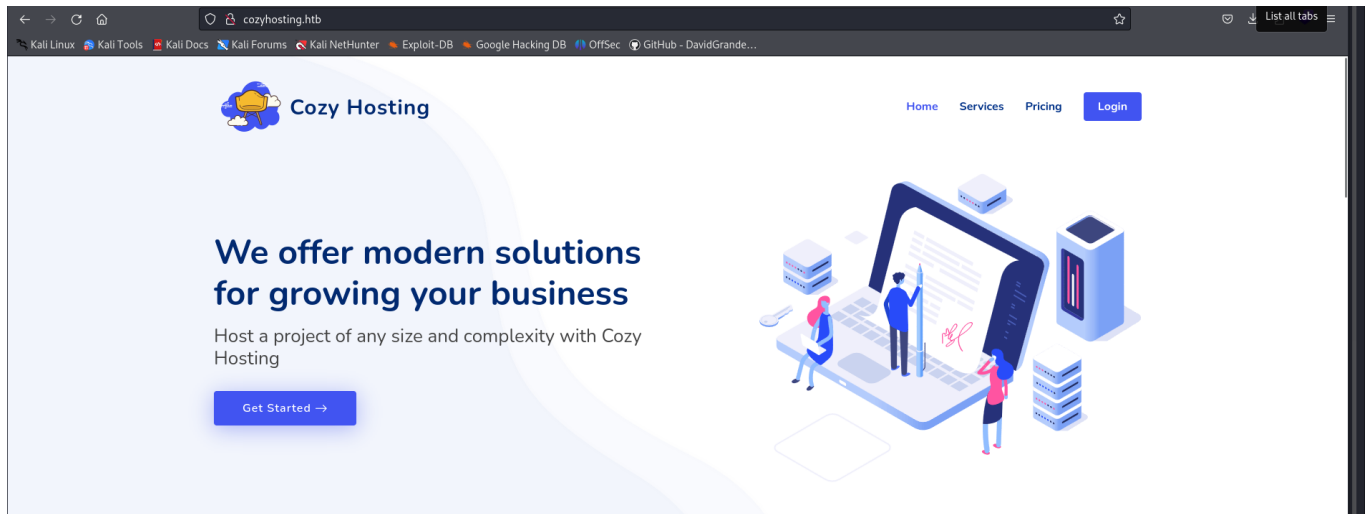 cozyhosting.htb
List all tabs
Kali Linux Kali Tools Kali Docs Kali Forums Kali NetHunter Exploit-DB Google Hacking DB OffSec GitHub - DavidGrande...
Cozy Hosting
Home Services Pricing Login
We offer modern solutions
for growing your business
Host a project of any size and complexity with Cozy
Hosting
Get Started →